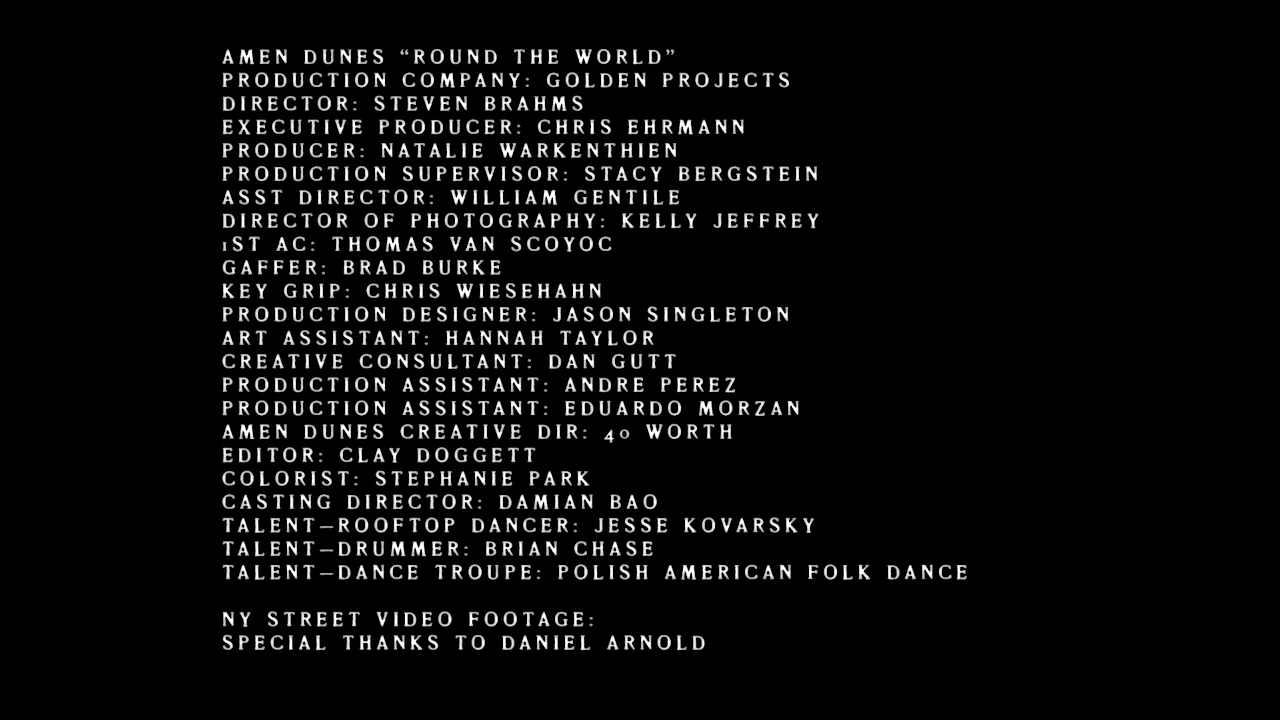 AMEN DUNES “ROUND THE WORLD”
PRODUCTION COMPANY: GOLDEN PROJECTS
DIRECTOR: STEVEN BRAHMS
EXECUTIVE PRODUCER: CHRIS EHRMANN
PRODUCER: NATALIE WARKENTHIEN
PRODUCTION SUPERVISOR: STACY BERGSTEIN
ASST DIRECTOR: WILLIAM GENTILE
DIRECTOR OF PHOTOGRAPHY: KELLY JEFFREY
1ST AC: THOMAS VAN SCOYOC
GAFFER: BRAD BURKE
KEY GRIP: CHRIS WIESEHAHN
PRODUCTION DESIGNER: JASON SINGLETON
ART ASSISTANT: HANNAH TAYLOR
CREATIVE CONSULTANT: DAN GUTT
PRODUCTION ASSISTANT: ANDRE PEREZ
PRODUCTION ASSISTANT: EDUARDO MORZAN
AMEN DUNES CREATIVE DIR: 40 WORTH
EDITOR: CLAY DOGGETT
COLORIST: STEPHANIE PARK
CASTING DIRECTOR: DAMIAN BAO
TALENT—ROOFTOP DANCER: JESSE KOVARSKY
TALENT—DRUMMER: BRIAN CHASE
TALENT—DANCE TROUPE: POLISH AMERICAN FOLK DANCE
NY STREET VIDEO FOOTAGE:
SPECIAL THANKS TO DANIEL ARNOLD